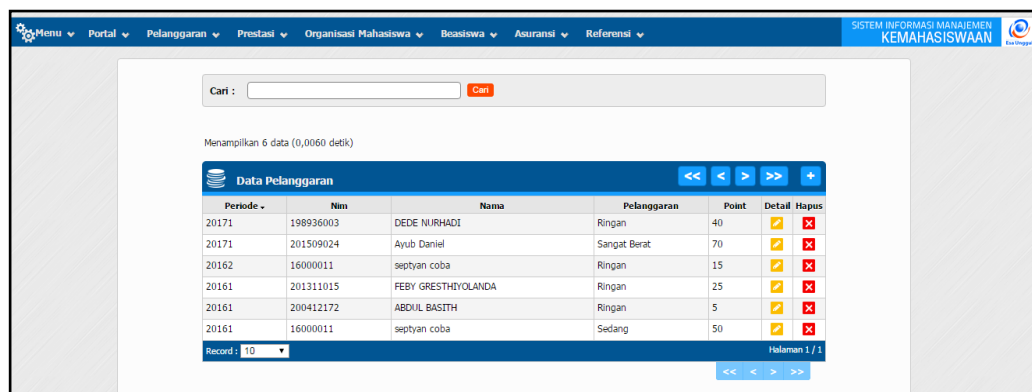 Menu Portal Pelanggaran Prestasi Organisasi Mahasiswa Beasiswa Asuransi Referensi
SISTEM INFORMASI MANAJEMEN
KEMAHASISWAAN
Esa Unggul
Cari : Cari
Menampilkan 6 data (0,0060 detik)
Data Pelanggaran << < > >> +
Periode Nim Nama Pelanggaran Point Detail Hapus
20171 198936003 DEDE NURHADI Ringan 40
20171 201509024 Ayub Daniel Sangat Berat 70
20162 16000011 septyan coba Ringan 15
20161 201311015 FEBY GRESTHIYOLANDA Ringan 25
20161 200412172 ABDUL BASITH Ringan 5
20161 16000011 septyan coba Sedang 50
Record : 10 Halaman 1 / 1
<< < > >>